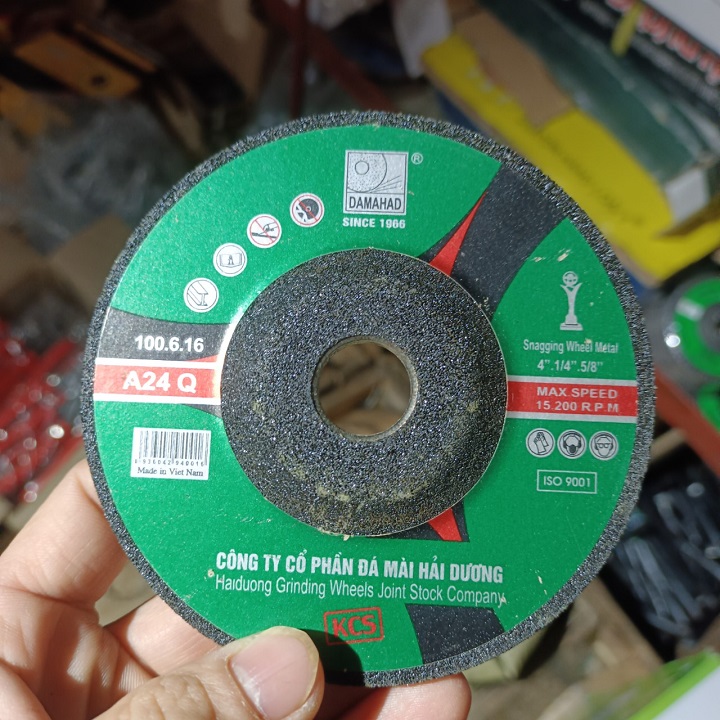 DAMAHAD
®
SINCE 1966
100.6.16
A24 Q
Made in Viet Nam
Snagging Wheel Metal
4".1/4".5/8"
MAX.SPEED
15.200 R.P.M
ISO 9001
CÔNG TY CỔ PHẦN ĐÁ MÀI HẢI DƯƠNG
Haiduong Grinding Wheels Joint Stock Company
KCS